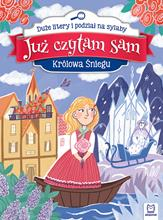 Duże litery i podział na sylaby
Już czytam sam
Królowa Śniegu